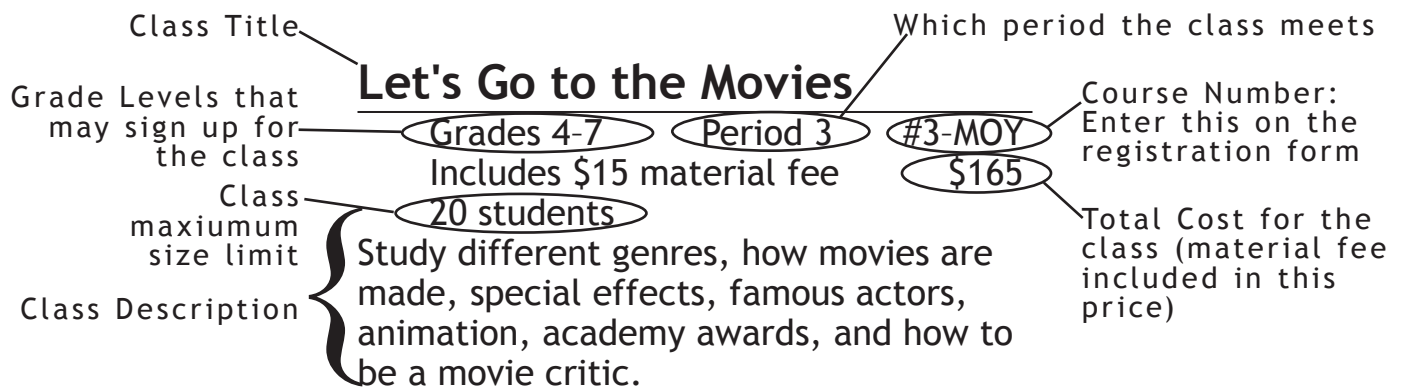 Class Title
Which period the class meets
Let's Go to the Movies
Grade Levels that
may sign up for
the class
Grades 4-7 Period 3 #3-MOY
Course Number:
Enter this on the
registration form
Includes $15 material fee $165
Class
maxiumum
size limit
20 students
Total Cost for the
class (material fee
included in this
price)
Class Description
Study different genres, how movies are
made, special effects, famous actors,
animation, academy awards, and how to
be a movie critic.